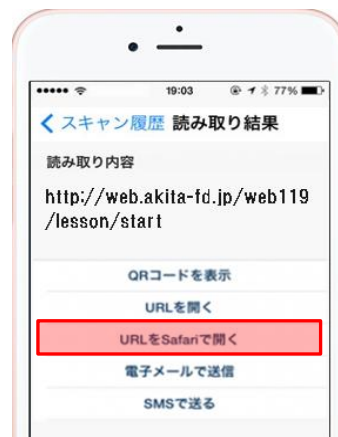 19:03 77%
スキャン履歴 読み取り結果
読み取り内容
http://web.akita-fd.jp/web119
/lesson/start
QRコードを表示
URLを開く
URLをSafariで開く
電子メールで送信
SMSで送る